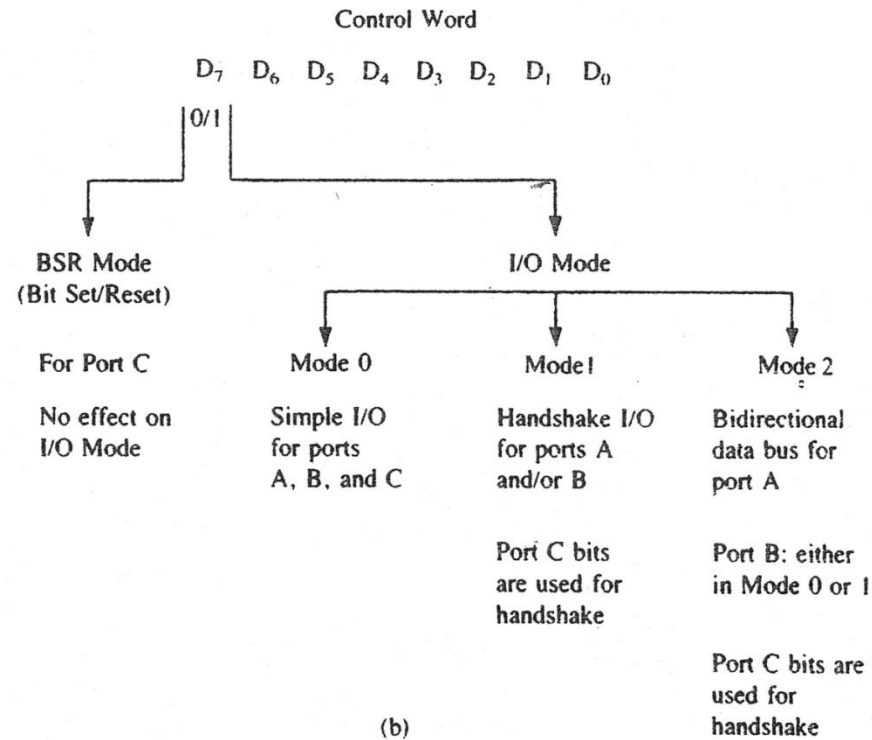 Control Word
D₇ D₆ D₅ D₄ D₃ D₂ D₁ D₀
0/1
BSR Mode
(Bit Set/Reset)
For Port C
No effect on
I/O Mode
I/O Mode
Mode 0
Simple I/O
for ports
A, B, and C
Mode 1
Handshake I/O
for ports A
and/or B
Port C bits
are used for
handshake
Mode 2
Bidirectional
data bus for
port A
Port B: either
in Mode 0 or 1
Port C bits are
used for
handshake
(b)